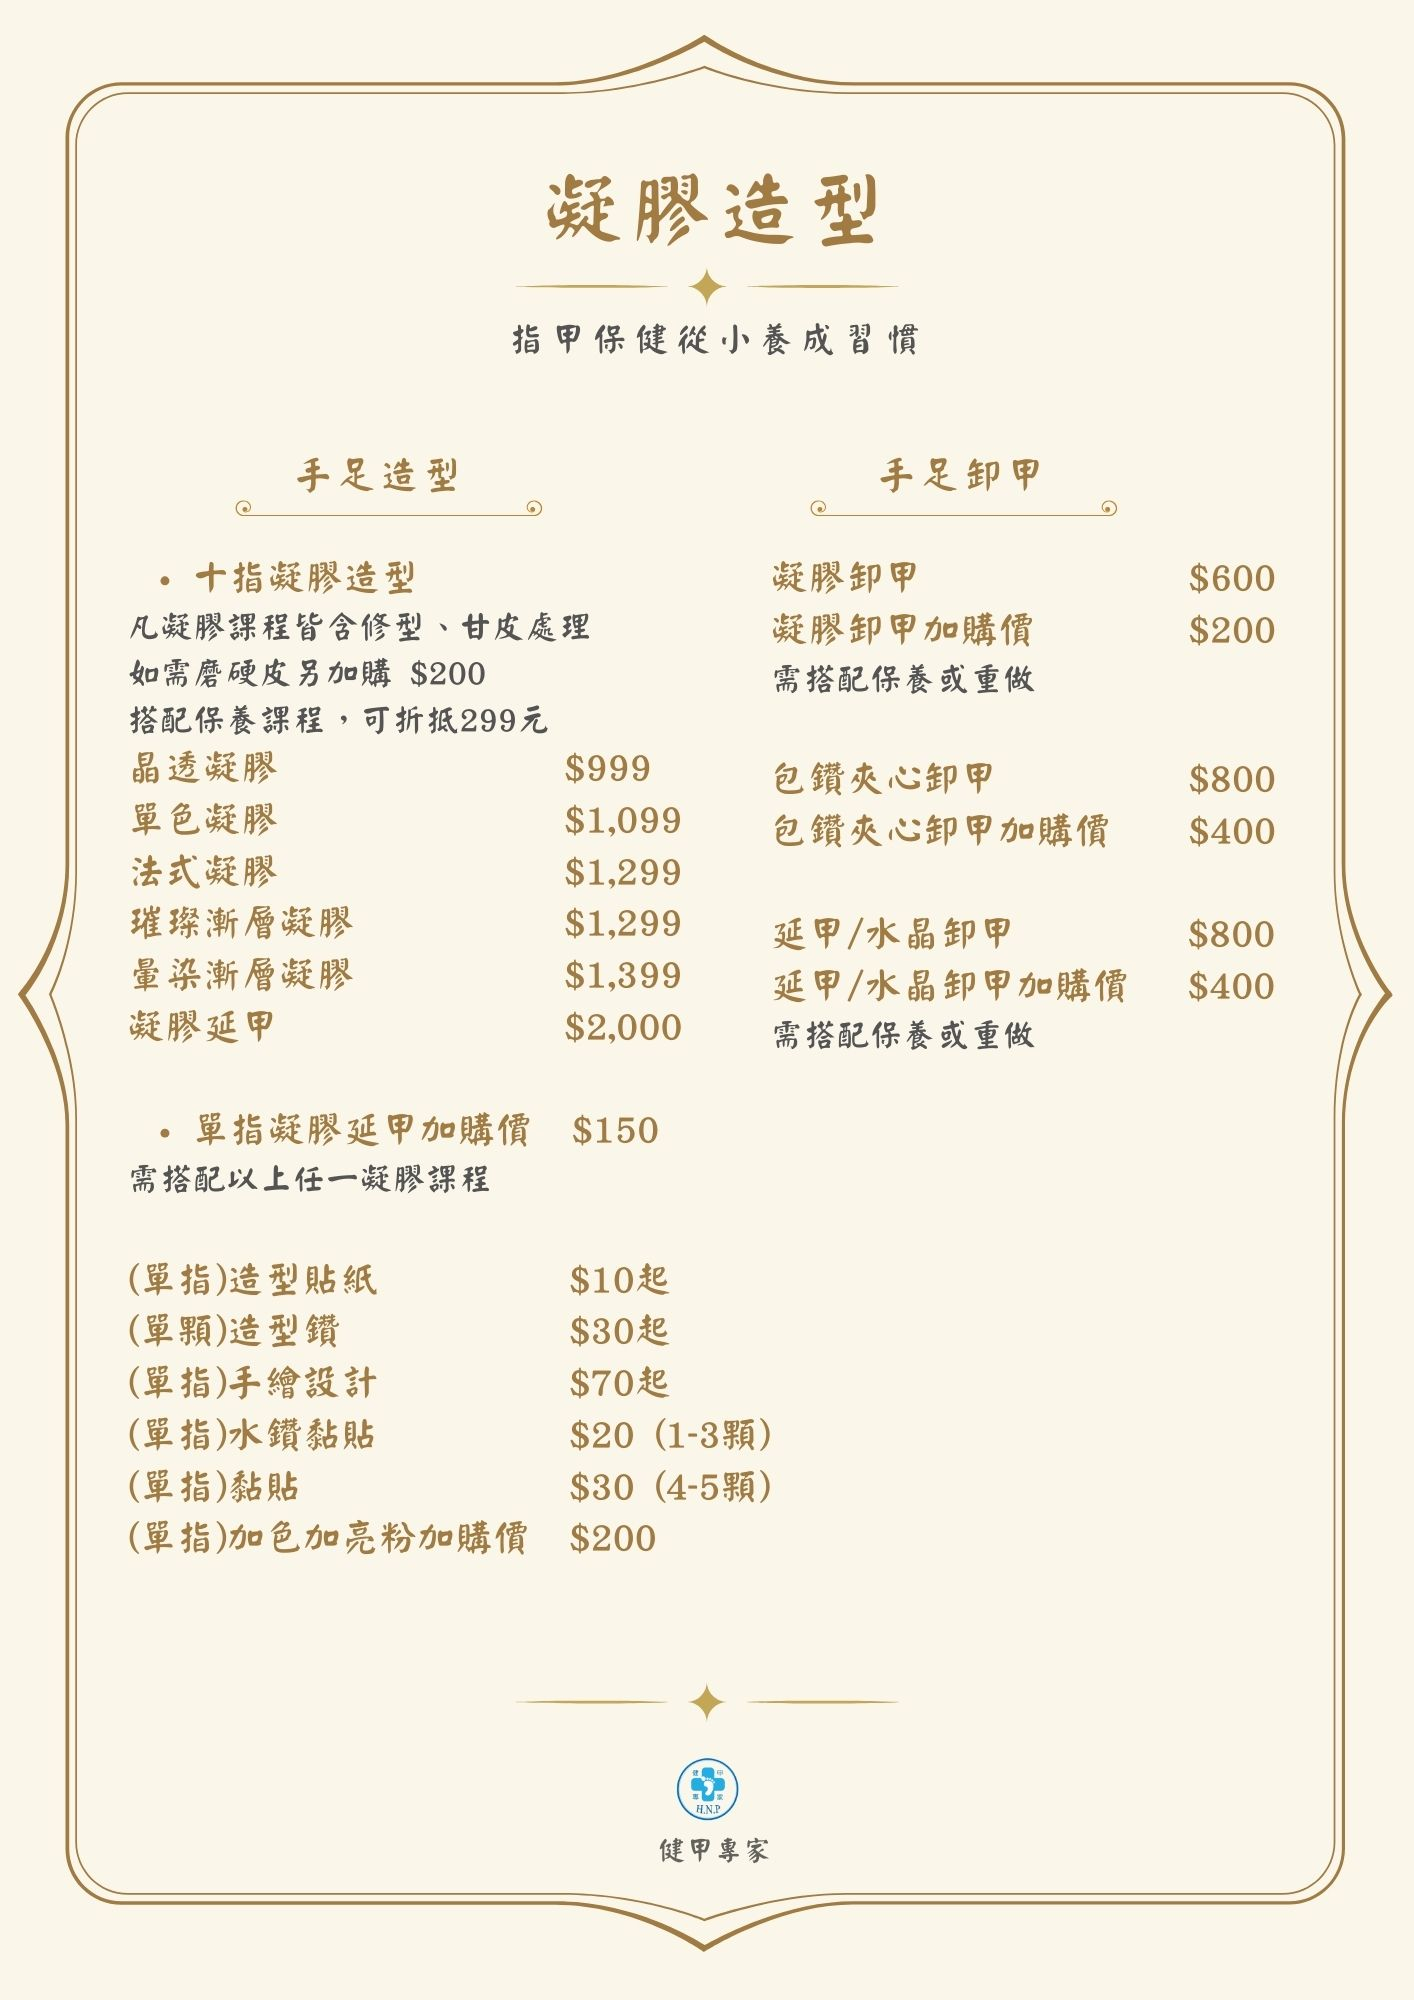 凝膠造型
指甲保健從小養成習慣
手足造型
• 十指凝膠造型
凡凝膠課程皆含修型、甘皮處理
如需磨硬皮另加購 $200
搭配保養課程，可折抵299元
晶透凝膠 $999
單色凝膠 $1,099
法式凝膠 $1,299
璀璨漸層凝膠 $1,299
暈染漸層凝膠 $1,399
凝膠延甲 $2,000
• 單指凝膠延甲加購價 $150
需搭配以上任一凝膠課程
(單指)造型貼紙 $10起
(單顆)造型鑽 $30起
(單指)手繪設計 $70起
(單指)水鑽黏貼 $20 (1-3顆)
(單指)黏貼 $30 (4-5顆)
(單指)加色加亮粉加購價 $200
手足卸甲
凝膠卸甲 $600
凝膠卸甲加購價 $200
需搭配保養或重做
包鑽夾心卸甲 $800
包鑽夾心卸甲加購價 $400
延甲/水晶卸甲 $800
延甲/水晶卸甲加購價 $400
需搭配保養或重做
健甲
專家
H.N.P
健甲專家